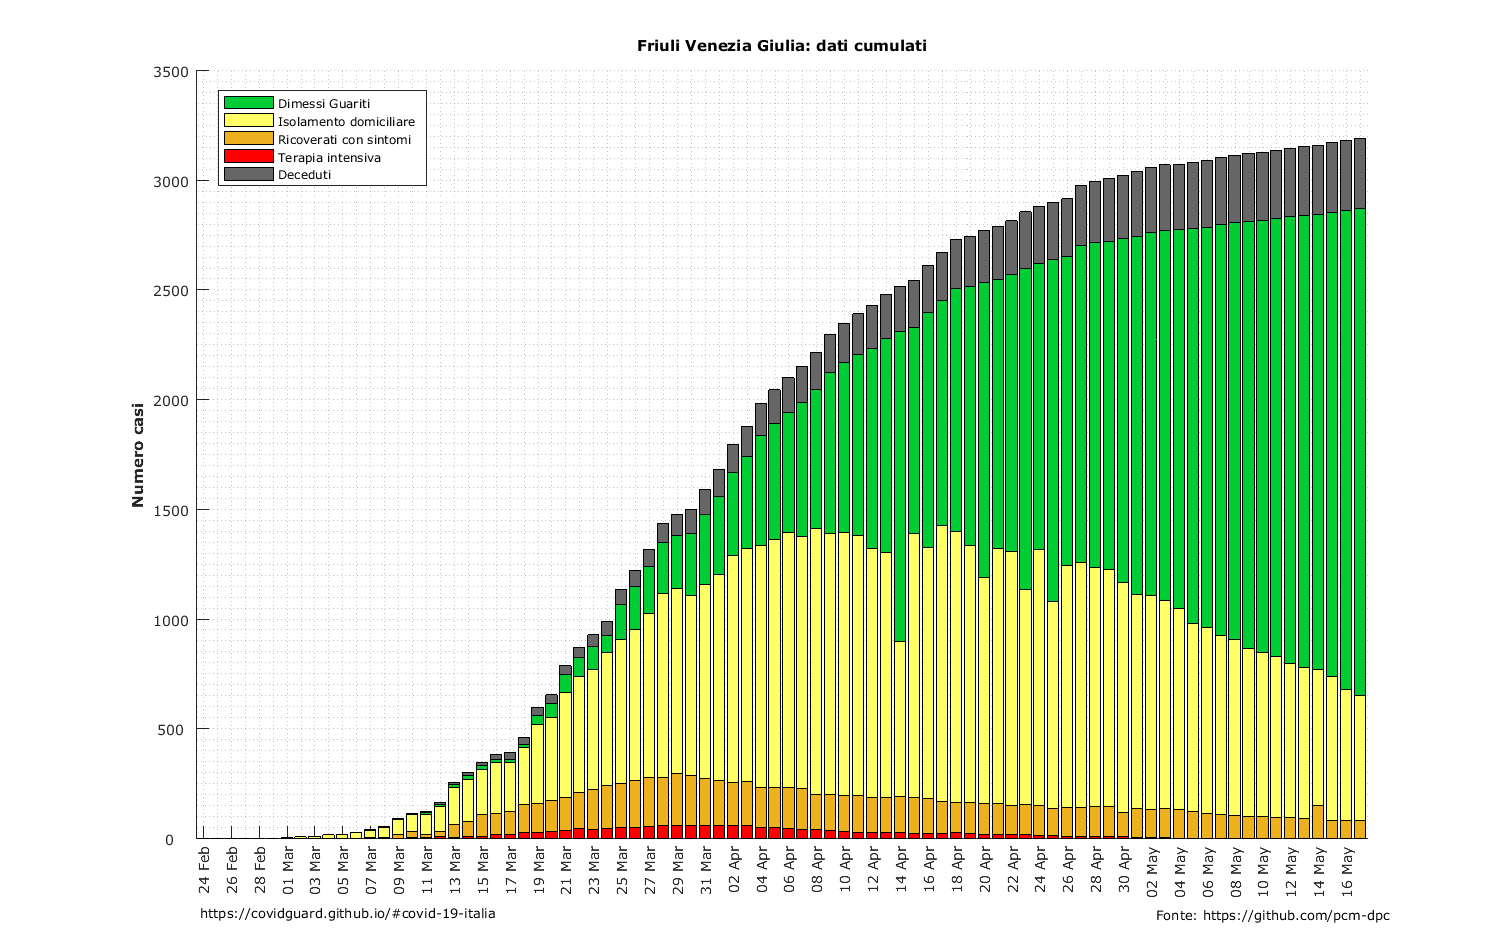 Friuli Venezia Giulia: dati cumulati
3500
3000
2500
2000
1500
1000
500
0
Numero casi
Dimessi Guariti
Isolamento domiciliare
Ricoverati con sintomi
Terapia intensiva
Deceduti
24 Feb
26 Feb
28 Feb
01 Mar
03 Mar
05 Mar
07 Mar
09 Mar
11 Mar
13 Mar
15 Mar
17 Mar
19 Mar
21 Mar
23 Mar
25 Mar
27 Mar
29 Mar
31 Mar
02 Apr
04 Apr
06 Apr
08 Apr
10 Apr
12 Apr
14 Apr
16 Apr
18 Apr
20 Apr
22 Apr
24 Apr
26 Apr
28 Apr
30 Apr
02 May
04 May
06 May
08 May
10 May
12 May
14 May
16 May
https://covidguard.github.io/#covid-19-italia
Fonte: https://github.com/pcm-dpc